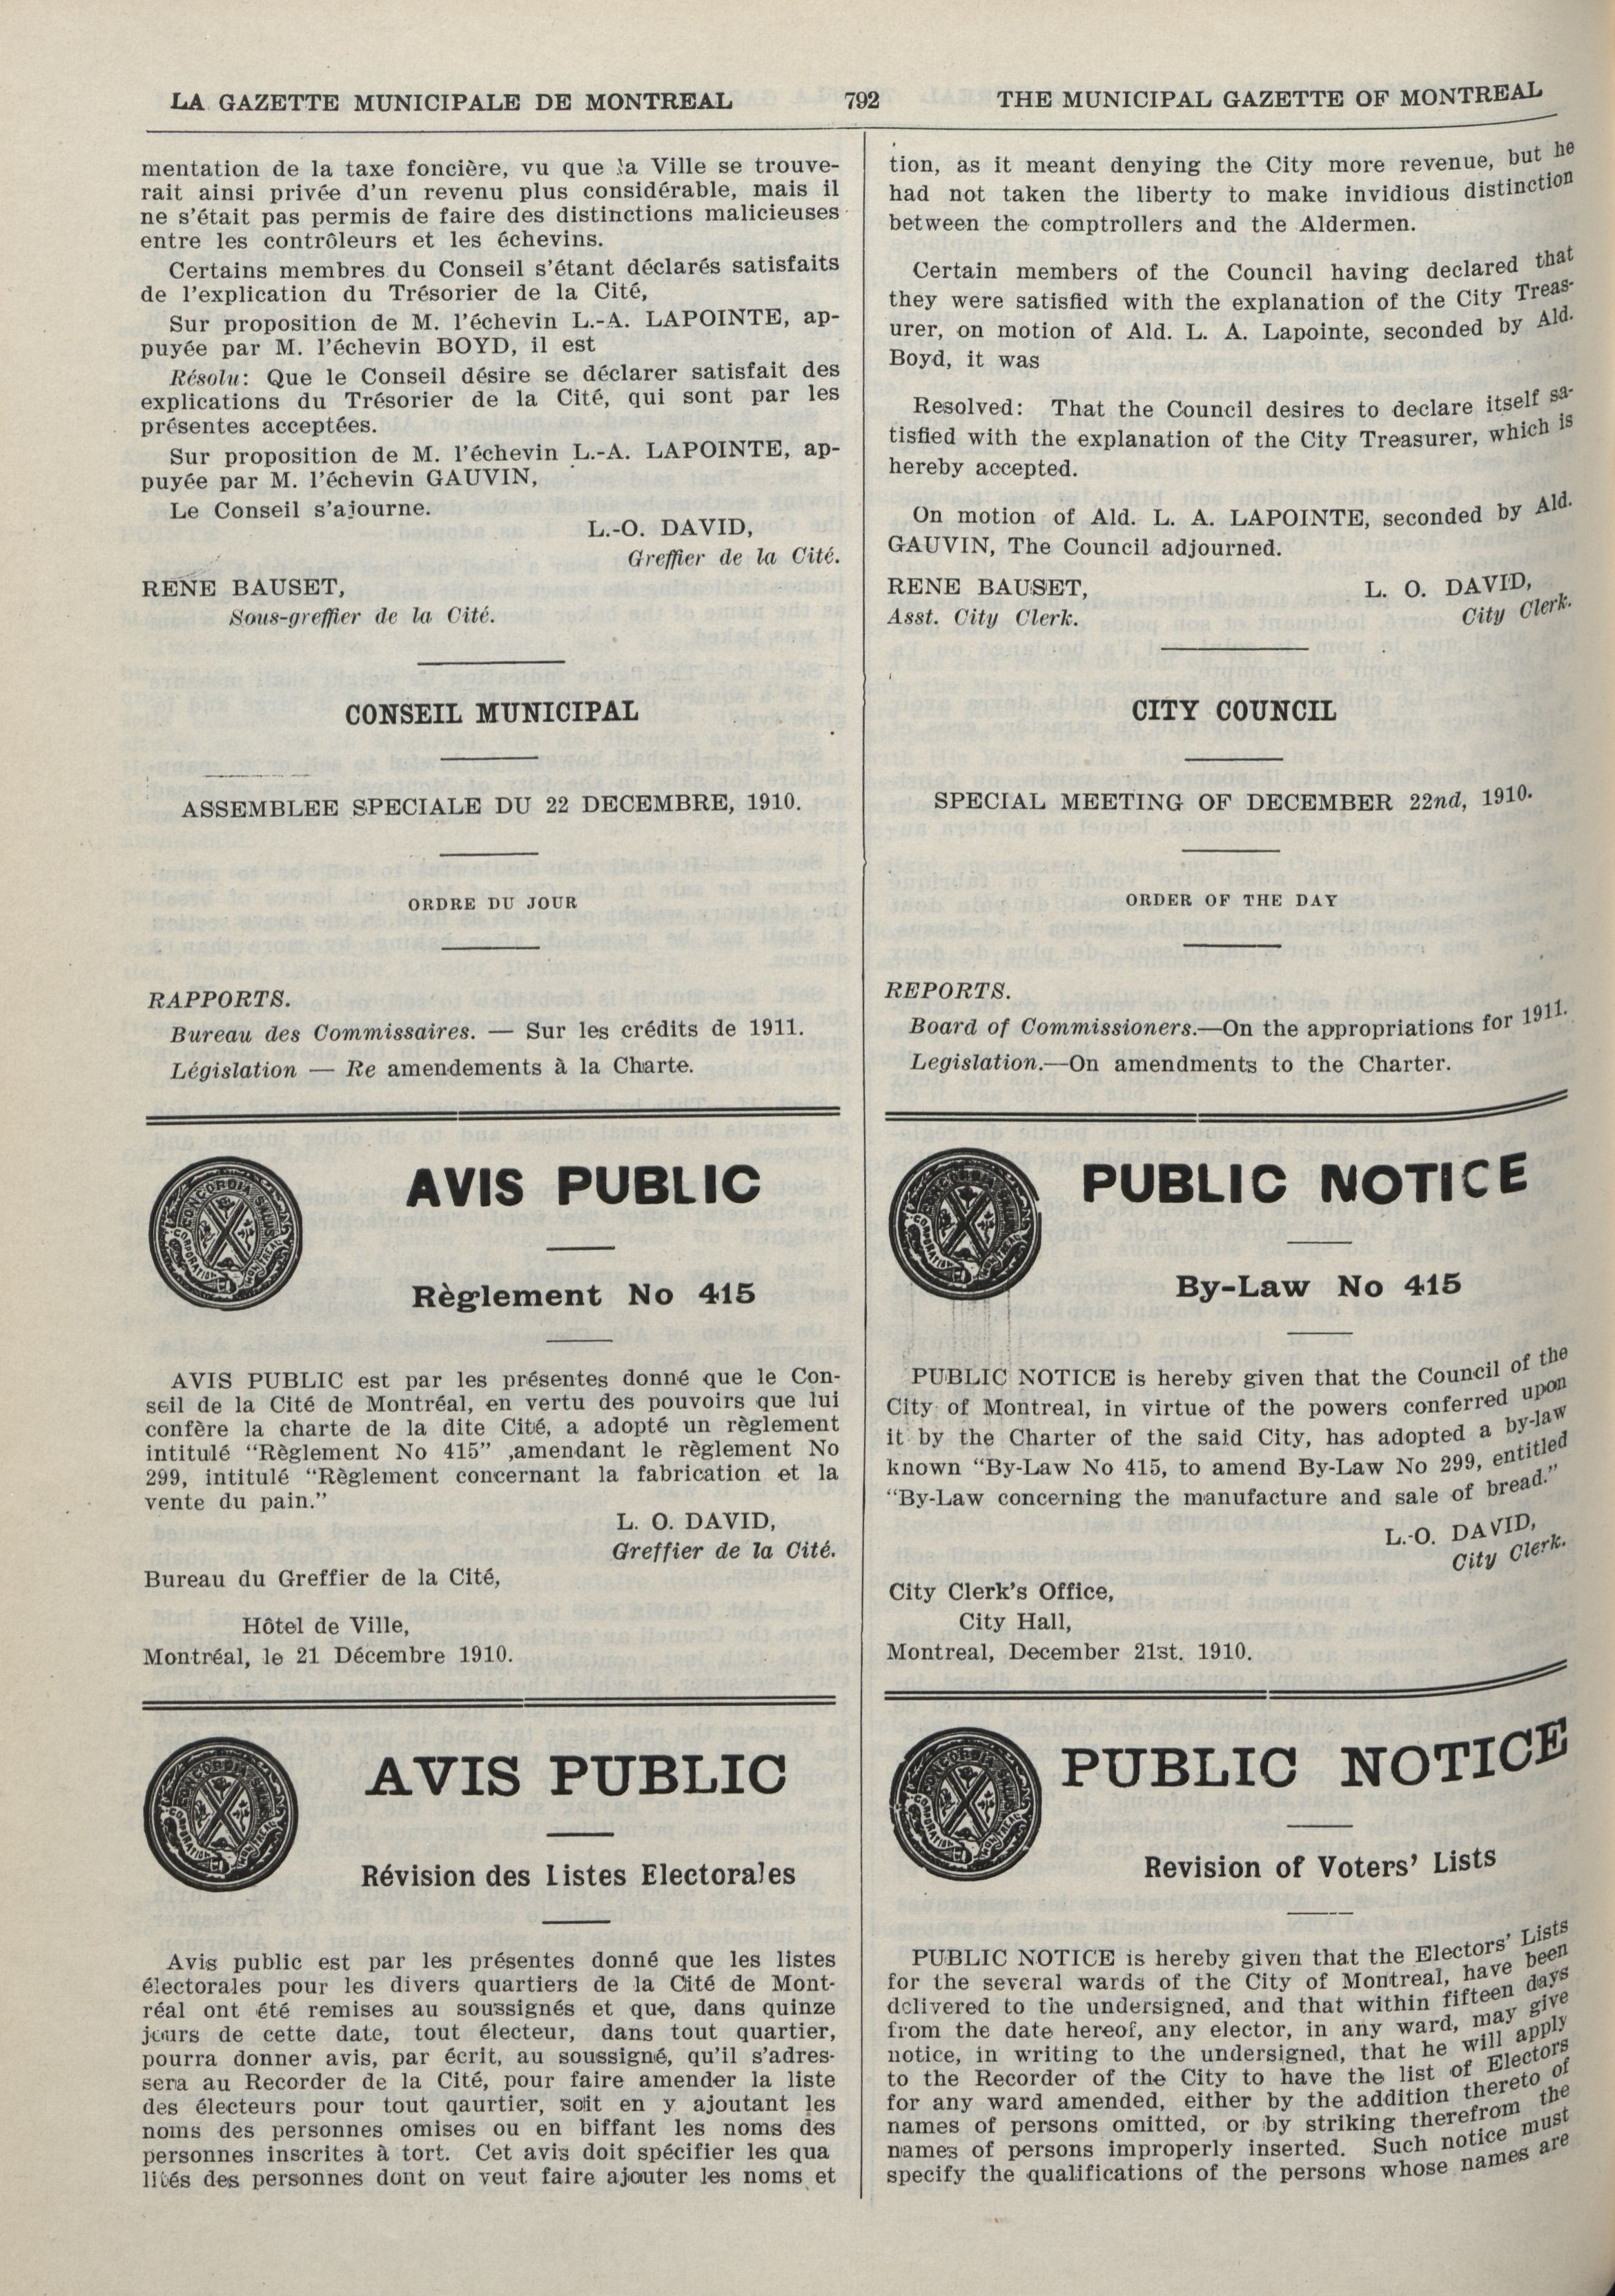 LA GAZETTE MUNICIPALE DE MONTREAL 792 THE MUNICIPAL GAZETTE OF MONTREAL
mentation de la taxe foncière, vu que la Ville se trouve-
rait ainsi privée d'un revenu plus considérable, mais il
ne s'était pas permis de faire des distinctions malicieuses
entre les contrôleurs et les échevins.
Certains membres du Conseil s'étant déclarés satisfaits
de l'explication du Trésorier de la Cité,
Sur proposition de M. l'échevin L.-A. LAPOINTE, ap-
puyée par M. l'échevin BOYD, il est
Résolu: Que le Conseil désire se déclarer satisfait des
explications du Trésorier de la Cité, qui sont par les
présentes acceptées.
Sur proposition de M. l'échevin L.-A. LAPOINTE, ap-
puyée par M. l'échevin GAUVIN,
Le Conseil s'ajourne.
L.-O. DAVID,
Greffier de la Cité.
RENE BAUSET,
Sous-greffier de la Cité.
CONSEIL MUNICIPAL
ASSEMBLEE SPECIALE DU 22 DECEMBRE, 1910.
ORDRE DU JOUR
RAPPORTS.
Bureau des Commissaires. — Sur les crédits de 1911.
Législation — Re amendements à la Charte.
CONCORDIA SALUS
CORPORATION MONTREAL
AVIS PUBLIC
Règlement No 415
AVIS PUBLIC est par les présentes donné que le Con-
seil de la Cité de Montréal, en vertu des pouvoirs que lui
confère la charte de la dite Cité, a adopté un règlement
intitulé "Règlement No 415" ,amendant le règlement No
299, intitulé "Règlement concernant la fabrication et la
vente du pain."
L. O. DAVID,
Greffier de la Cité.
Bureau du Greffier de la Cité,
Hôtel de Ville,
Montréal, le 21 Décembre 1910.
CONCORDIA SALUS
CORPORATION MONTREAL
AVIS PUBLIC
Révision des Listes Electorales
Avis public est par les présentes donné que les listes
électorales pour les divers quartiers de la Cité de Mont-
réal ont été remises au soussignés et que, dans quinze
jours de cette date, tout électeur, dans tout quartier,
pourra donner avis, par écrit, au soussigné, qu'il s'adres-
sera au Recorder de la Cité, pour faire amender la liste
des électeurs pour tout qaurtier, soit en y ajoutant les
noms des personnes omises ou en biffant les noms des
personnes inscrites à tort. Cet avis doit spécifier les qua
lités des personnes dont on veut faire ajouter les noms et
tion, as it meant denying the City more revenue, but he
had not taken the liberty to make invidious distinction
between the comptrollers and the Aldermen.
Certain members of the Council having declared that
they were satisfied with the explanation of the City Treas-
urer, on motion of Ald. L. A. Lapointe, seconded by Ald.
Boyd, it was
Resolved: That the Council desires to declare itself sa-
tisfied with the explanation of the City Treasurer, which is
hereby accepted.
On motion of Ald. L. A. LAPOINTE, seconded by Ald.
GAUVIN, The Council adjourned.
RENE BAUSET, L. O. DAVID,
Asst. City Clerk. City Clerk.
CITY COUNCIL
SPECIAL MEETING OF DECEMBER 22nd, 1910.
ORDER OF THE DAY
REPORTS.
Board of Commissioners.—On the appropriations for 1911.
Legislation.—On amendments to the Charter.
CONCORDIA SALUS
CORPORATION MONTREAL
PUBLIC NOTICE
By-Law No 415
PUBLIC NOTICE is hereby given that the Council of the
City of Montreal, in virtue of the powers conferred upon
it by the Charter of the said City, has adopted a by-law
known "By-Law No 415, to amend By-Law No 299, entitled
"By-Law concerning the manufacture and sale of bread."
L.-O. DAVID,
City Clerk.
City Clerk's Office,
City Hall,
Montreal, December 21st. 1910.
CONCORDIA SALUS
CORPORATION MONTREAL
PUBLIC NOTICE
Revision of Voters' Lists
PUBLIC NOTICE is hereby given that the Electors' Lists
for the several wards of the City of Montreal, have been
delivered to the undersigned, and that within fifteen days
from the date hereof, any elector, in any ward, may give
notice, in writing to the undersigned, that he will apply
to the Recorder of the City to have the list of Electors
for any ward amended, either by the addition thereto of
names of persons omitted, or by striking therefrom the
names of persons improperly inserted. Such notice must
specify the qualifications of the persons whose names are